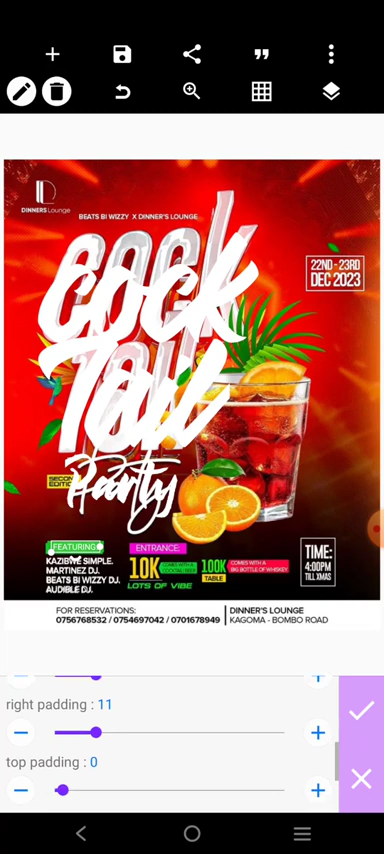 DINNERS Lounge
BEATS BI WIZZY X DINNER'S LOUNGE
22ND - 23RD
DEC 2023
Cock
Tail
Party
SECOND
EDITION
FEATURING
KAZIBWE SIMPLE.
MARTINEZ DJ.
BEATS BI WIZZY DJ.
AUDIBLE DJ.
ENTRANCE:
10K
COMES WITH A
LOTS OF VIBE
100K
TABLE
COMES WITH A
BIG BOTTLE OF WHISKEY
TIME:
4:00PM
TILL XMAS
FOR RESERVATIONS:
0756768532 / 0754697042 / 0701678949
DINNER'S LOUNGE
KAGOMA - BOMBO ROAD
right padding : 11
top padding : 0